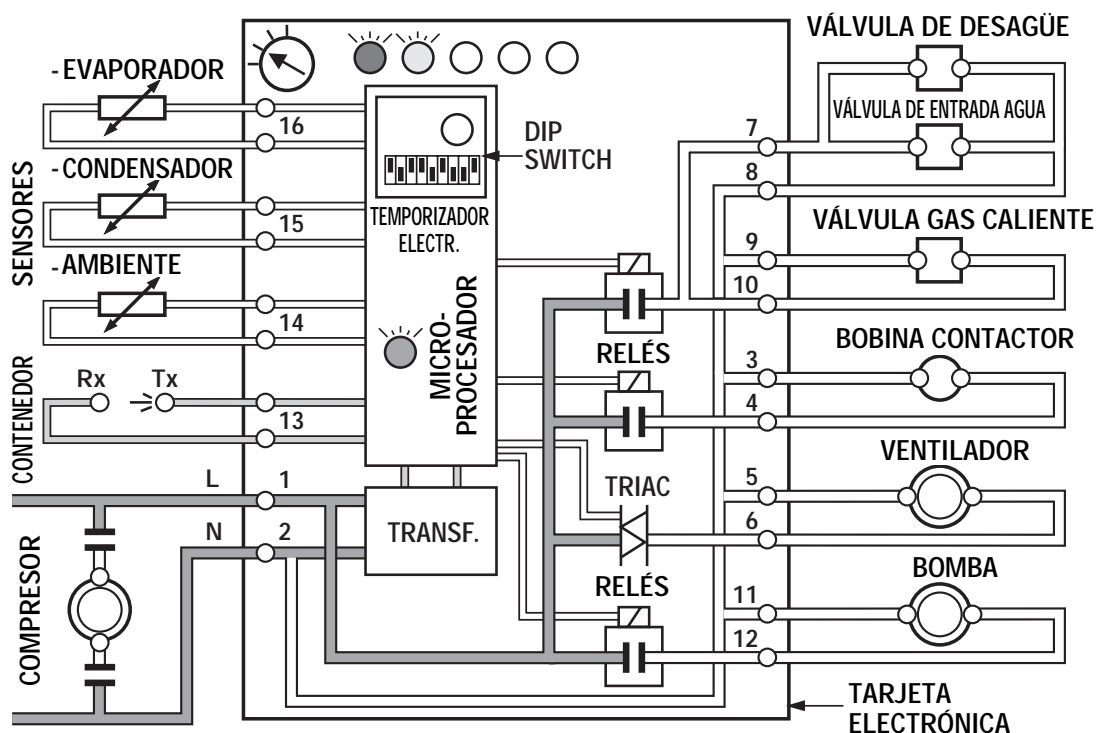 - EVAPORADOR
16
- CONDENSADOR
15
- AMBIENTE
14
SENSORES
Rx Tx
13
CONTENEDOR
L 1
N 2
COMPRESOR
DIP
SWITCH
TEMPORIZADOR
ELECTR.
MICRO-
PROCESADOR
TRANSF.
RELÉS
TRIAC
RELÉS
VÁLVULA DE DESAGÜE
VÁLVULA DE ENTRADA AGUA
7
8
VÁLVULA GAS CALIENTE
9
10
BOBINA CONTACTOR
3
4
VENTILADOR
5
6
BOMBA
11
12
TARJETA
ELECTRÓNICA